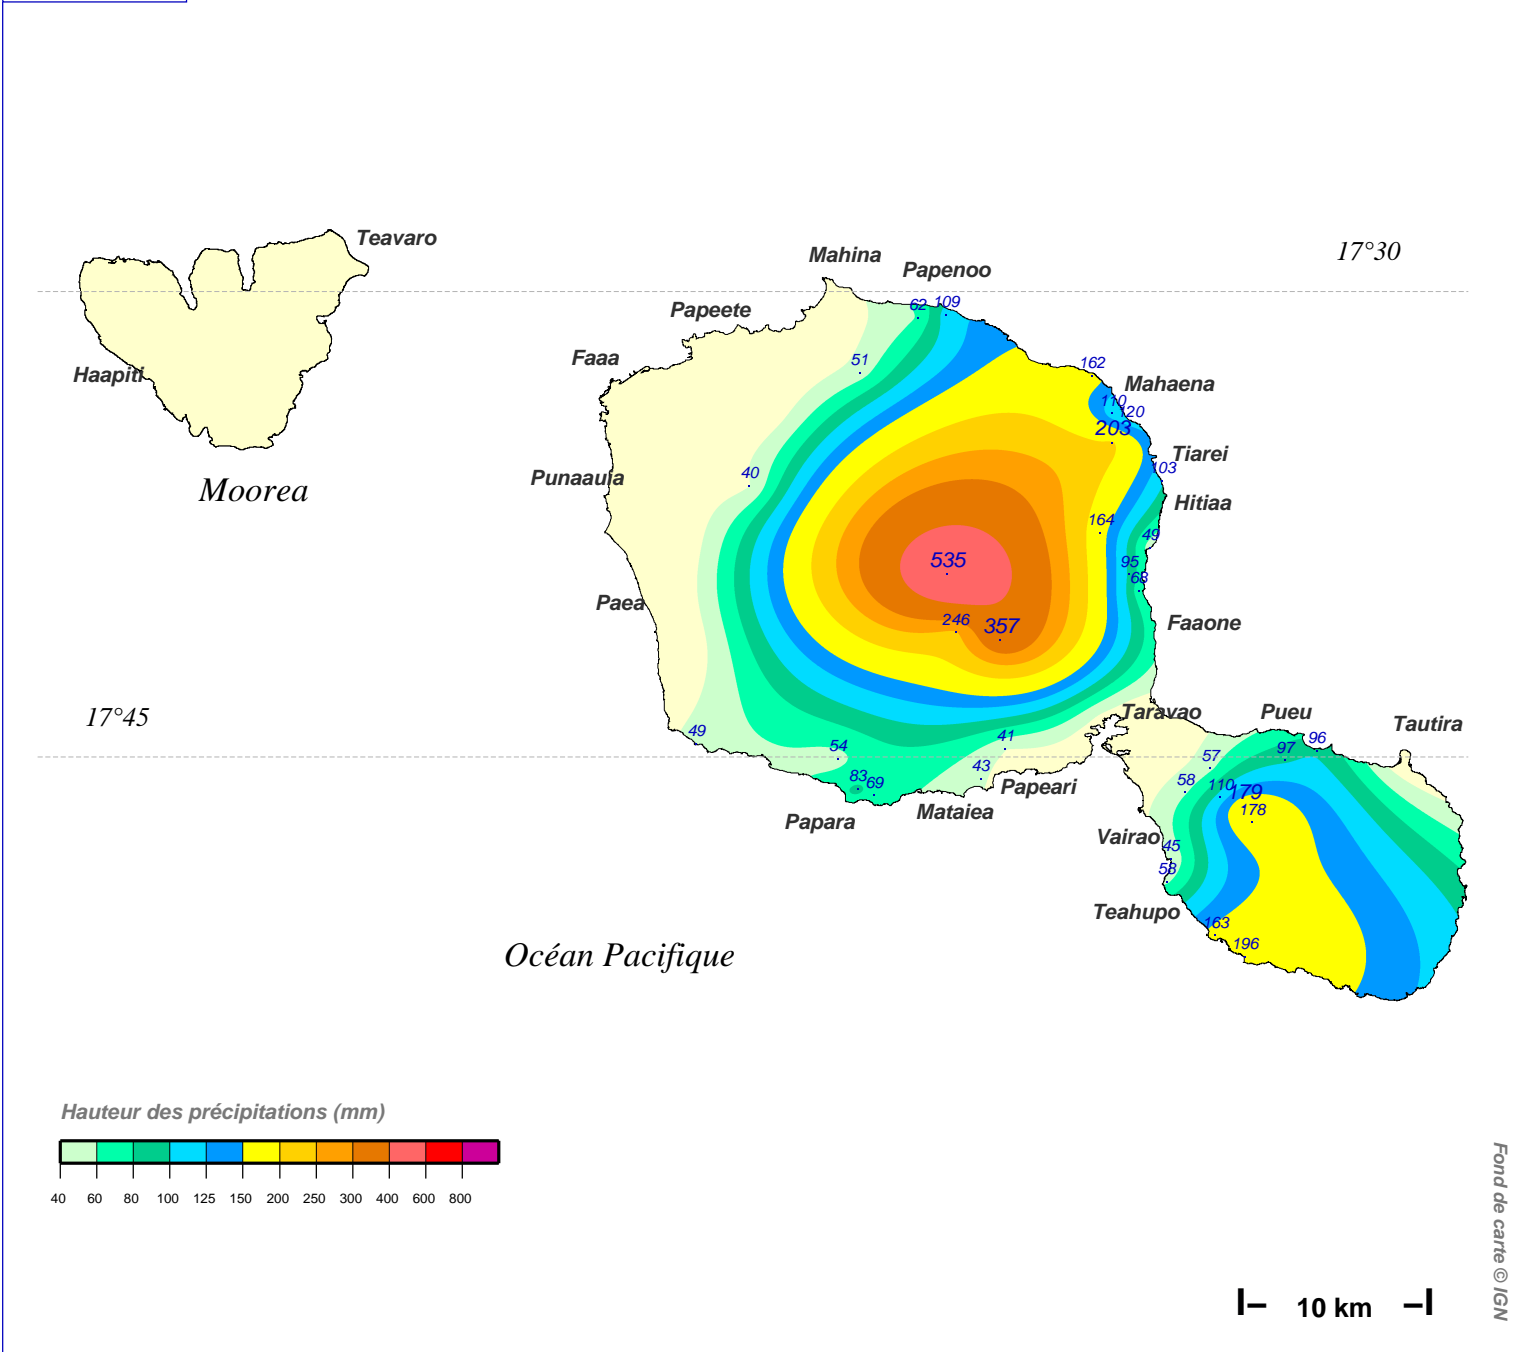 Teavaro
17°30
Mahina
Papenoo
62
109
Papeete
Faaa
51
162
Haapiti
Mahaena
110
120
203
Tiarei
103
40
Punaauia
Moorea
Hitiaa
164
49
535
95
68
Paea
246
357
Faaone
17°45
Taravao
Pueu
Tautira
49
54
41
96
97
57
83
69
43
Papeari
58
110
179
178
Papara
Mataiea
Vairao
45
58
Teahupo
163
196
Océan Pacifique
Hauteur des précipitations (mm)
40 60 80 100 125 150 200 250 300 400 600 800
Fond de carte © IGN
10 km